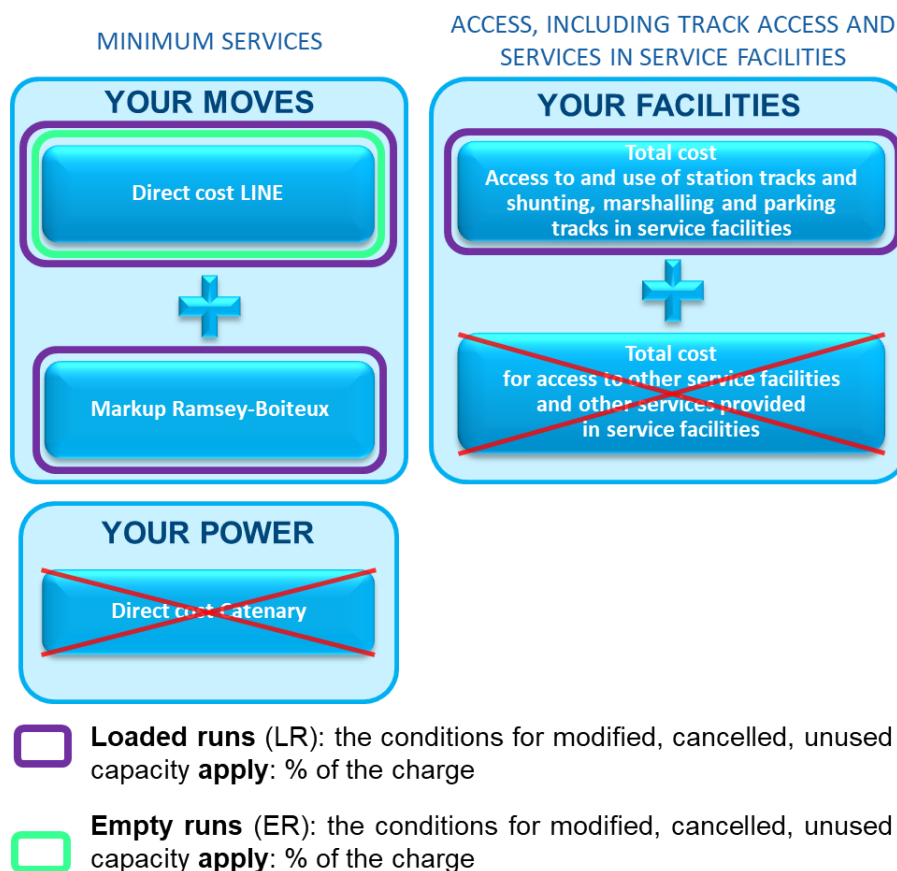 MINIMUM SERVICES
ACCESS, INCLUDING TRACK ACCESS AND
SERVICES IN SERVICE FACILITIES
YOUR MOVES
Direct cost LINE
Markup Ramsey-Boiteux
YOUR FACILITIES
Total cost
Access to and use of station tracks and
shunting, marshalling and parking
tracks in service facilities
Total cost
for access to other service facilities
and other services provided
in service facilities
YOUR POWER
Direct cost Catenary
Loaded runs (LR): the conditions for modified, cancelled, unused
capacity apply: % of the charge
Empty runs (ER): the conditions for modified, cancelled, unused
capacity apply: % of the charge